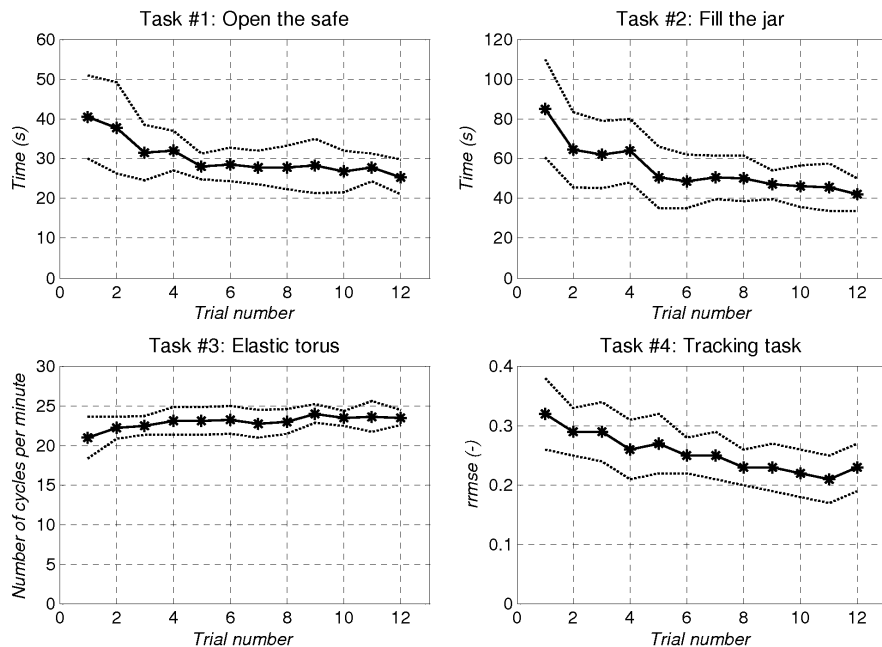 Task #1: Open the safe
60
50
40
30
20
10
0
Time (s)
0 2 4 6 8 10 12
Trial number
Task #2: Fill the jar
120
100
80
60
40
20
0
Time (s)
0 2 4 6 8 10 12
Trial number
Task #3: Elastic torus
30
25
20
15
10
5
0
Number of cycles per minute
0 2 4 6 8 10 12
Trial number
Task #4: Tracking task
0.4
0.3
0.2
0.1
0
rrmse (-)
0 2 4 6 8 10 12
Trial number